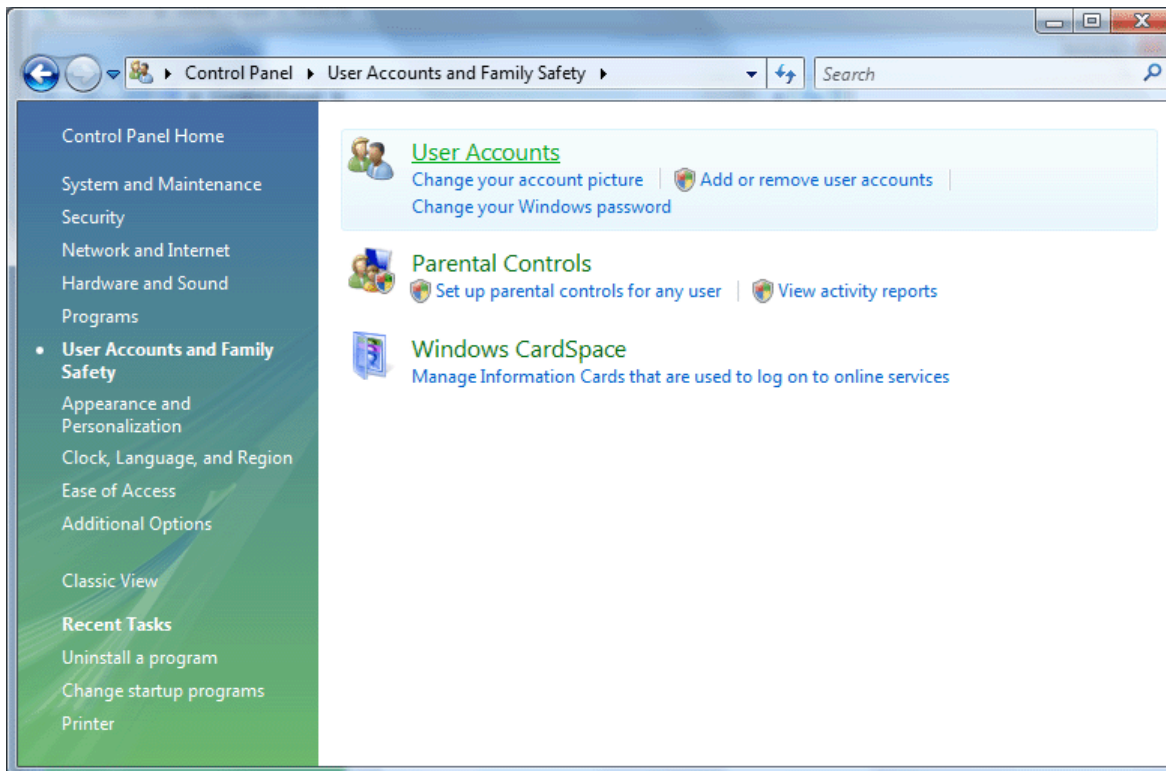 Control Panel
User Accounts and Family Safety
Search
Control Panel Home
System and Maintenance
Security
Network and Internet
Hardware and Sound
Programs
User Accounts and Family
Safety
Appearance and
Personalization
Clock, Language, and Region
Ease of Access
Additional Options
Classic View
Recent Tasks
Uninstall a program
Change startup programs
Printer
User Accounts
Change your account picture
Add or remove user accounts
Change your Windows password
Parental Controls
Set up parental controls for any user
View activity reports
Windows CardSpace
Manage Information Cards that are used to log on to online services